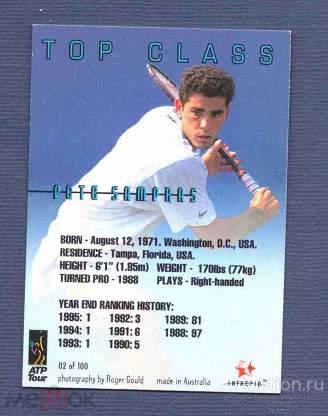 TOP CLASS
PETE SAMPRAS
BORN - August 12, 1971. Washington, D.C., USA.
RESIDENCE - Tampa, Florida, USA.
HEIGHT - 6'1" (1.85m) WEIGHT - 170lbs (77kg)
TURNED PRO - 1988 PLAYS - Right-handed
YEAR END RANKING HISTORY:
1995: 1 1992: 3 1989: 81
1994: 1 1991: 6 1988: 97
1993: 1 1990: 5
ATP
Tour
02 of 100
photography by Roger Gould made in Australia
INTREPID™